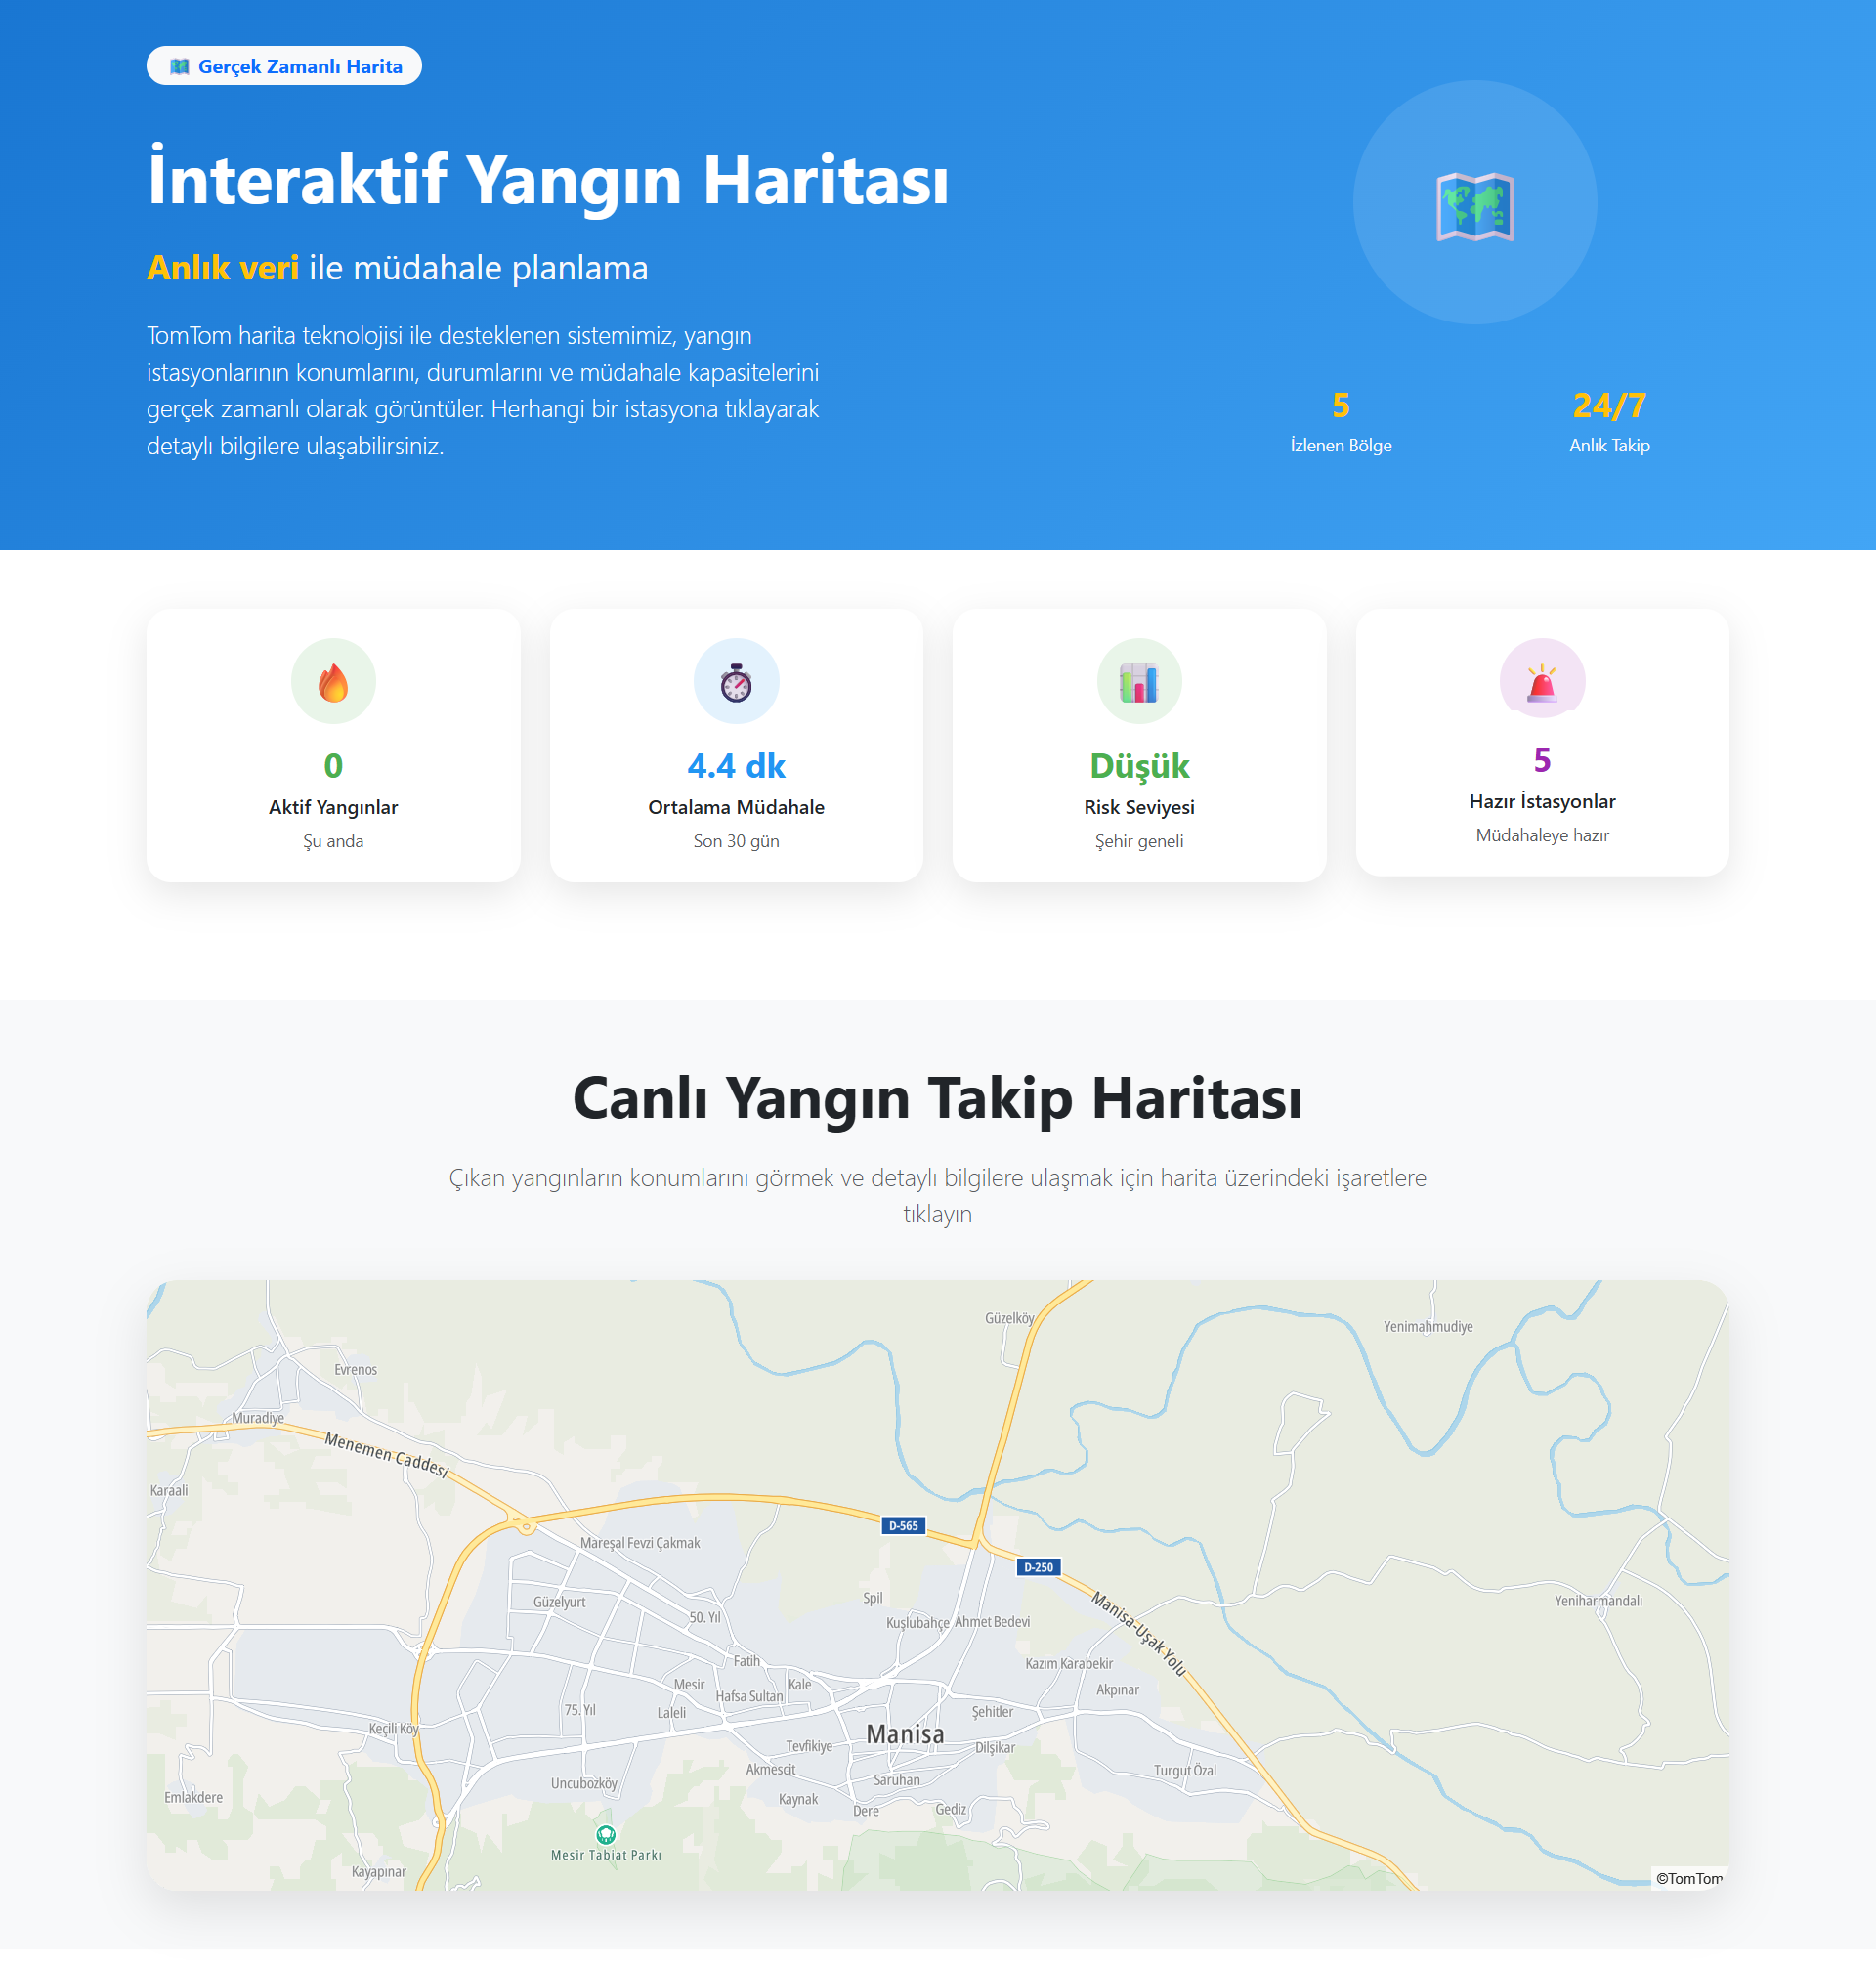 Gerçek Zamanlı Harita
İnteraktif Yangın Haritası
Anlık veri ile müdahale planlama
TomTom harita teknolojisi ile desteklenen sistemimiz, yangın
istasyonlarının konumlarını, durumlarını ve müdahale kapasitelerini
gerçek zamanlı olarak görüntüler. Herhangi bir istasyona tıklayarak
detaylı bilgilere ulaşabilirsiniz.
5
İzlenen Bölge
24/7
Anlık Takip
0
Aktif Yangınlar
Şu anda
4.4 dk
Ortalama Müdahale
Son 30 gün
Düşük
Risk Seviyesi
Şehir geneli
5
Hazır İstasyonlar
Müdahaleye hazır
Canlı Yangın Takip Haritası
Çıkan yangınların konumlarını görmek ve detaylı bilgilere ulaşmak için harita üzerindeki işaretlere
tıklayın
Güzelköy
Yenimahmudiye
Evrenos
Muradiye
Menemen Caddesi
Karaali
D-565
Mareşal Fevzi Çakmak
D-250
Manisa-Uşak Yolu
Spil
Güzelyurt
Yeniharmandalı
50. Yıl
Kuşlubahçe
Ahmet Bedevi
Fatih
Kazım Karabekir
Mesir
Kale
Hafsa Sultan
Akpınar
75. Yıl
Laleli
Şehitler
Keçili Köy
Manisa
Tevfikiye
Dilşikar
Akmescit
Turgut Özal
Uncubozköy
Saruhan
Emlakdere
Kaynak
Dere
Gediz
Mesir Tabiat Parkı
Kayapınar
©TomTom